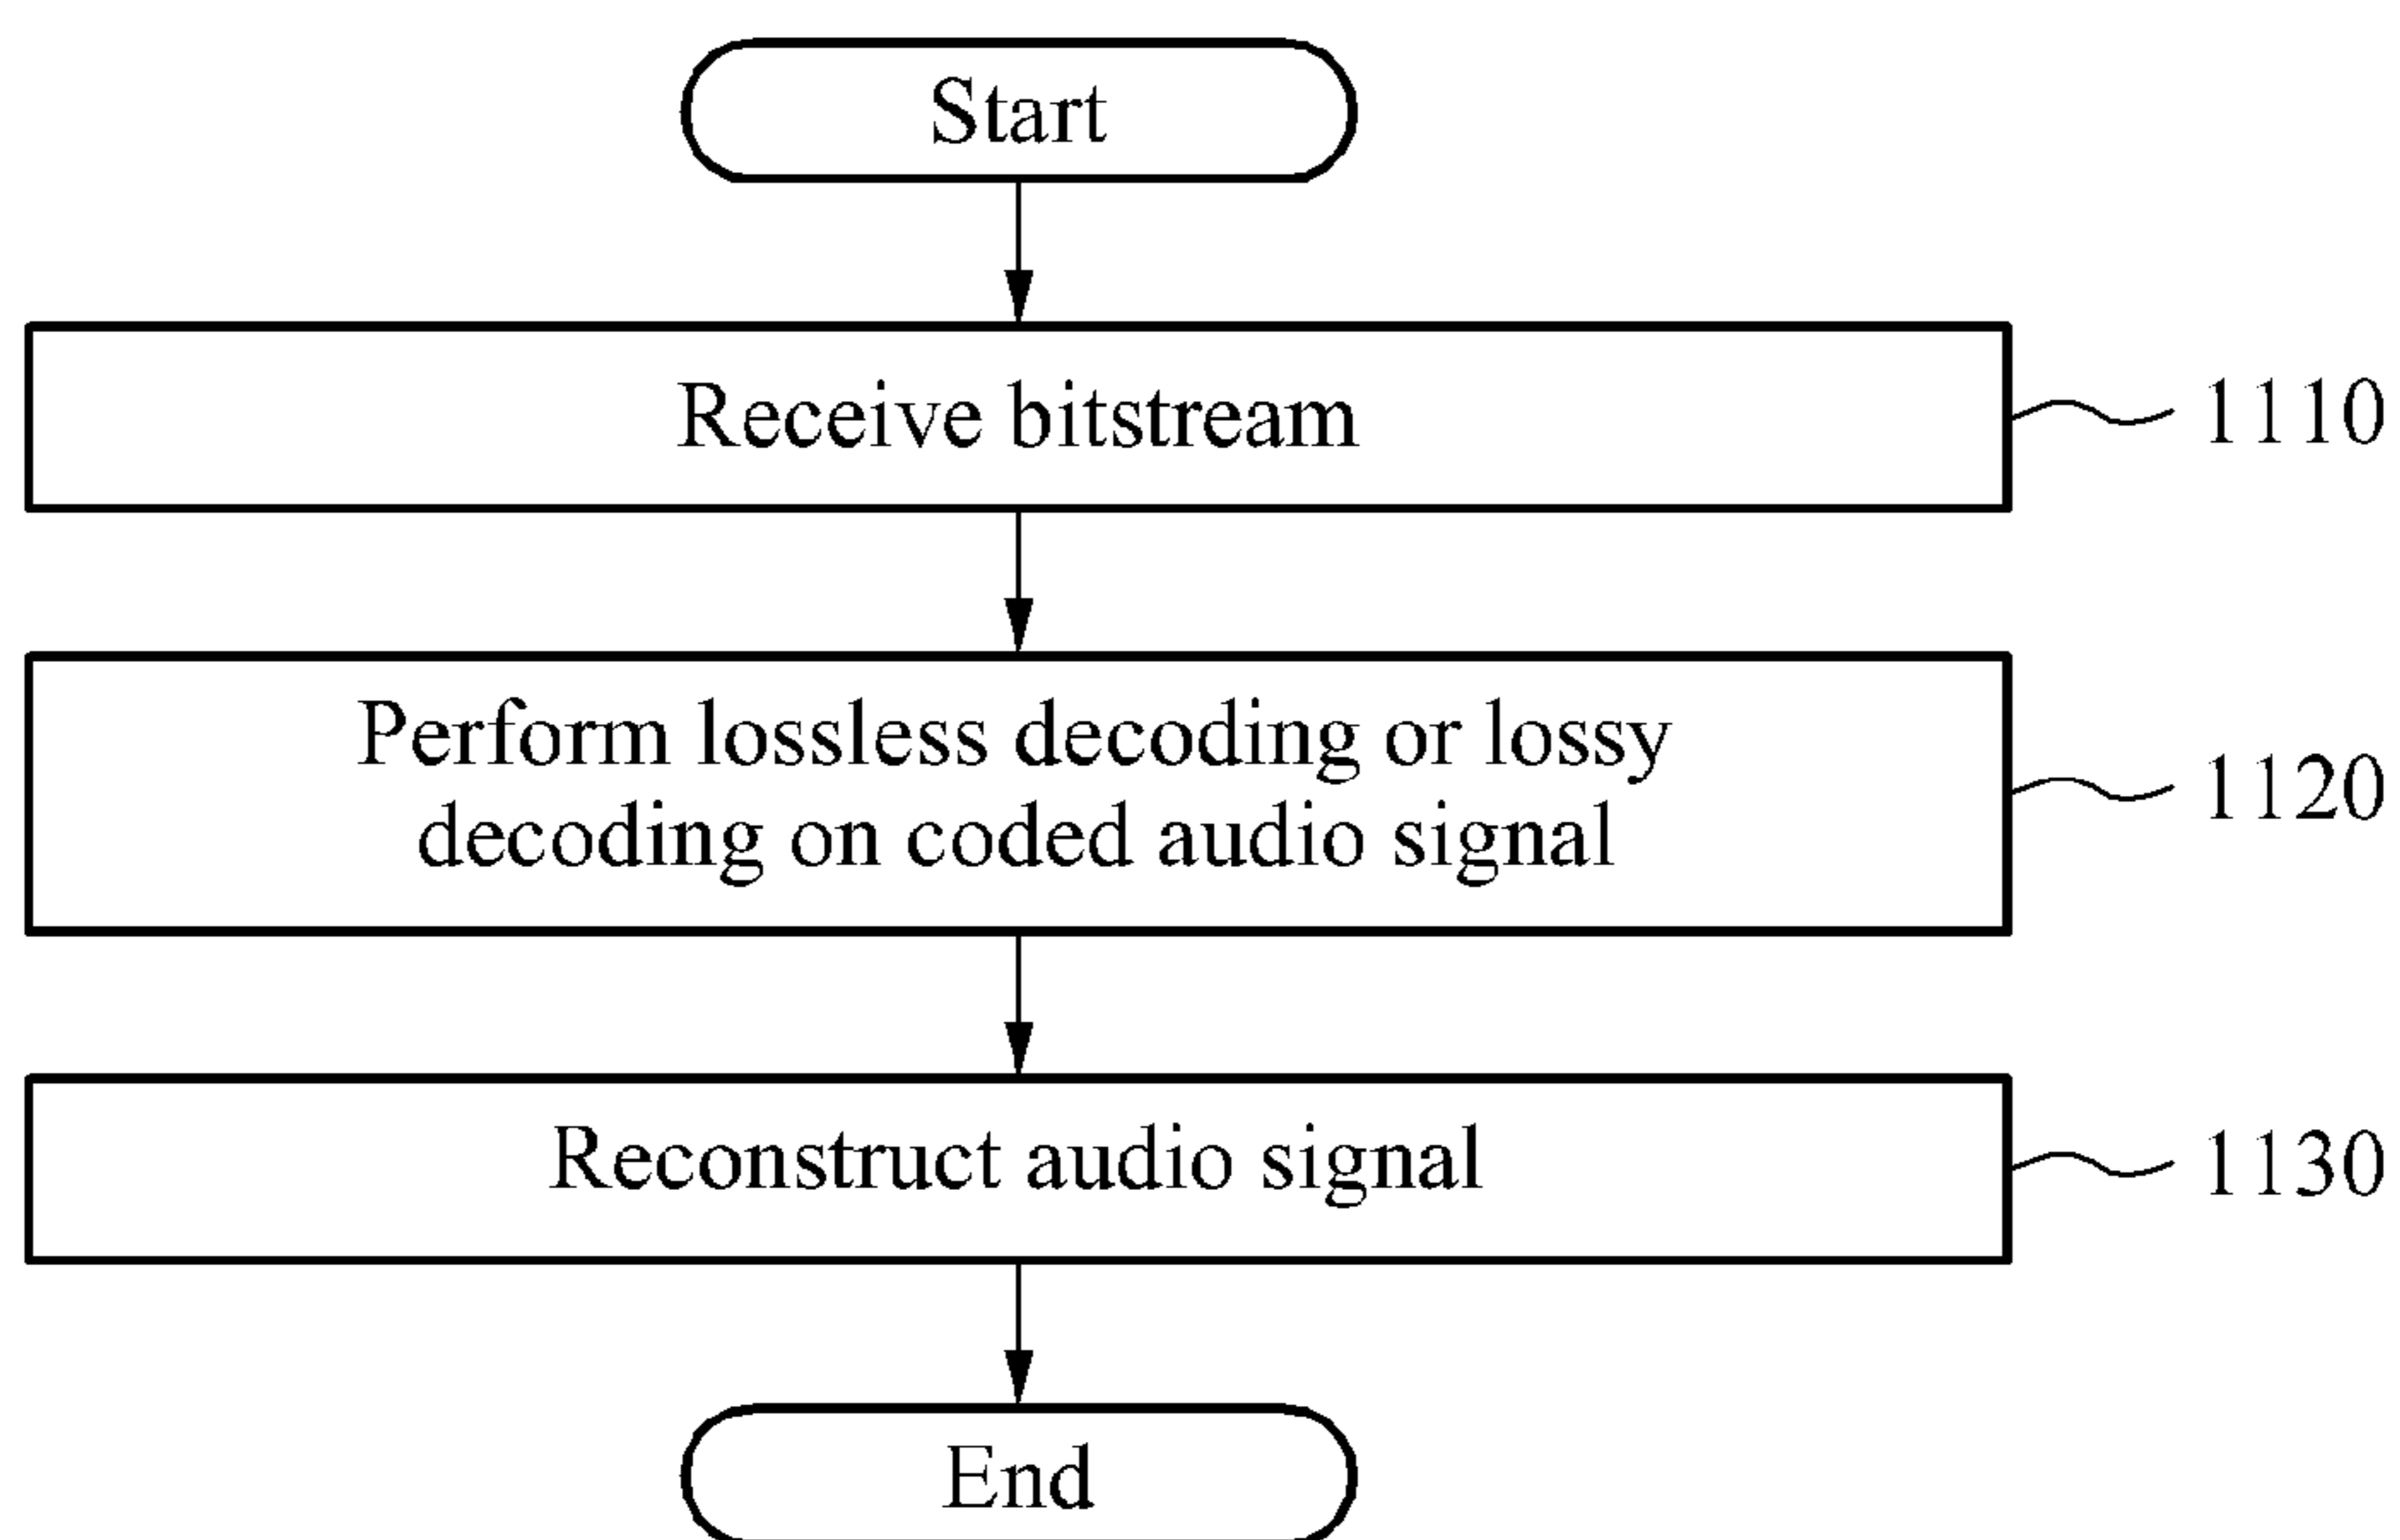 Start
Receive bitstream
1110
Perform lossless decoding or lossy
decoding on coded audio signal
1120
Reconstruct audio signal
1130
End